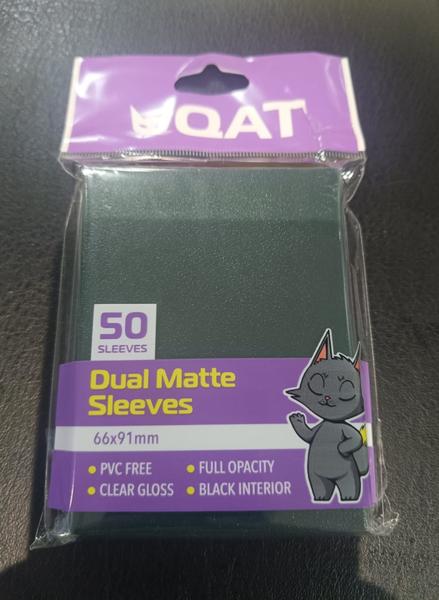 QAT
50
SLEEVES
Dual Matte
Sleeves
66x91mm
• PVC FREE • FULL OPACITY
• CLEAR GLOSS • BLACK INTERIOR